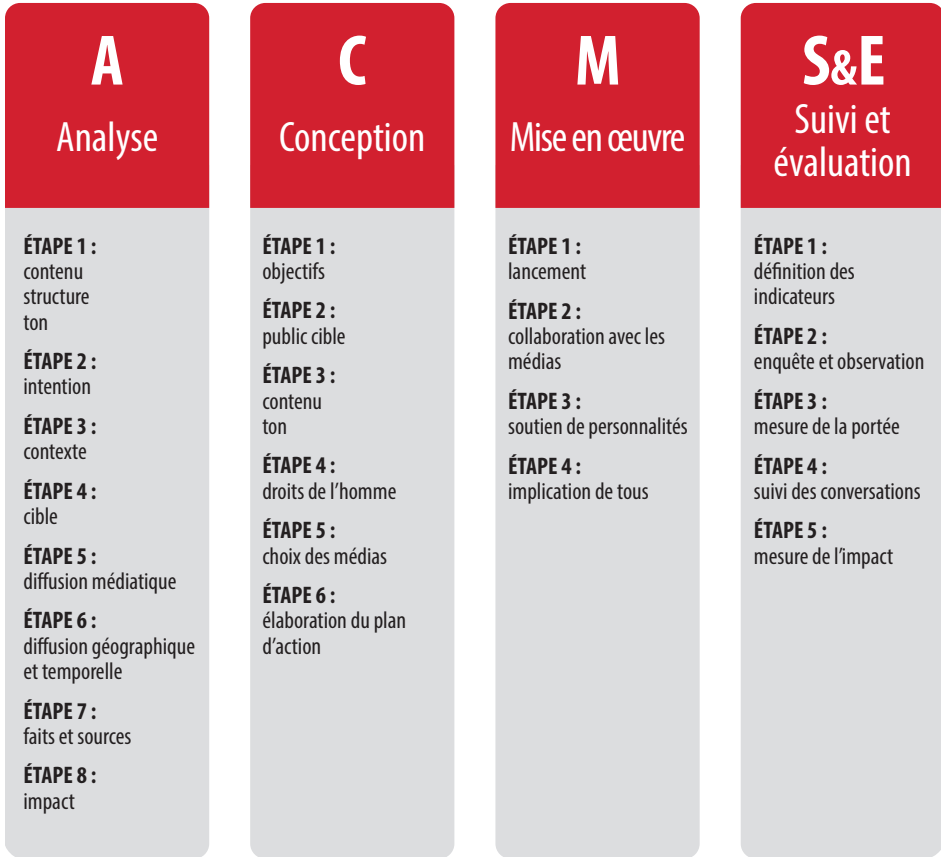 A
Analyse
ÉTAPE 1 :
contenu
structure
ton
ÉTAPE 2 :
intention
ÉTAPE 3 :
contexte
ÉTAPE 4 :
cible
ÉTAPE 5 :
diffusion médiatique
ÉTAPE 6 :
diffusion géographique
et temporelle
ÉTAPE 7 :
faits et sources
ÉTAPE 8 :
impact
C
Conception
ÉTAPE 1 :
objectifs
ÉTAPE 2 :
public cible
ÉTAPE 3 :
contenu
ton
ÉTAPE 4 :
droits de l’homme
ÉTAPE 5 :
choix des médias
ÉTAPE 6 :
élaboration du plan
d’action
M
Mise en œuvre
ÉTAPE 1 :
lancement
ÉTAPE 2 :
collaboration avec les
médias
ÉTAPE 3 :
soutien de personnalités
ÉTAPE 4 :
implication de tous
S&E
Suivi et
évaluation
ÉTAPE 1 :
définition des
indicateurs
ÉTAPE 2 :
enquête et observation
ÉTAPE 3 :
mesure de la portée
ÉTAPE 4 :
suivi des conversations
ÉTAPE 5 :
mesure de l’impact